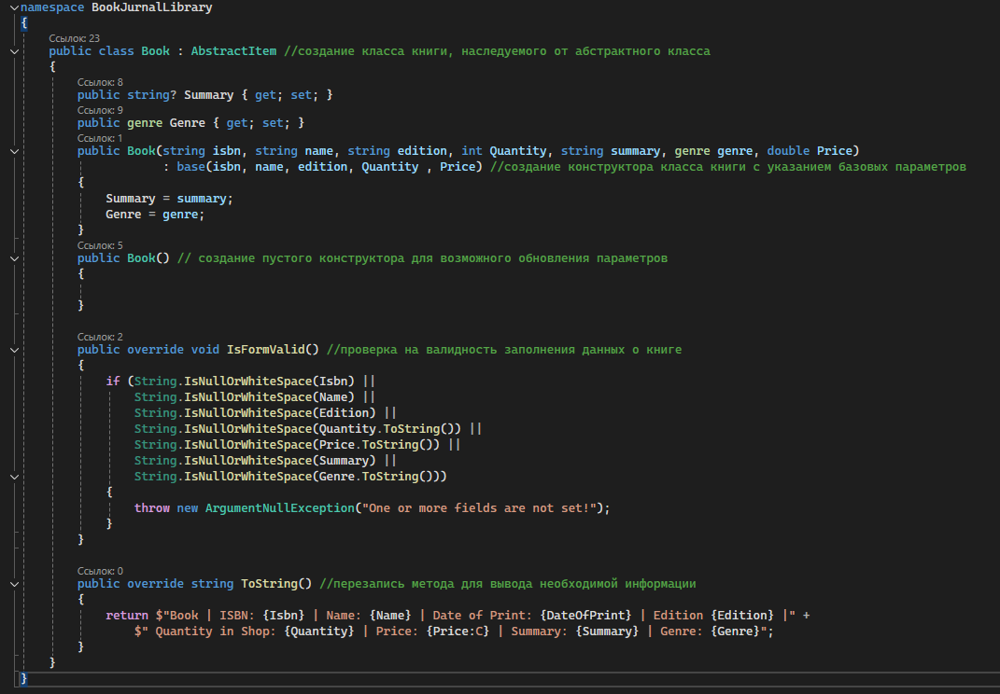 namespace BookJurnalLibrary
{
Ссылок: 23
public class Book : AbstractItem //создание класса книги, наследуемого от абстрактного класса
{
Ссылок: 8
public string? Summary { get; set; }
Ссылок: 9
public genre Genre { get; set; }
Ссылок: 1
public Book(string isbn, string name, string edition, int Quantity, string summary, genre genre, double Price)
: base(isbn, name, edition, Quantity , Price) //создание конструктора класса книги с указанием базовых параметров
{
Summary = summary;
Genre = genre;
}
Ссылок: 5
public Book() // создание пустого конструктора для возможного обновления параметров
{
}
Ссылок: 2
public override void IsFormValid() //проверка на валидность заполнения данных о книге
{
if (String.IsNullOrWhiteSpace(Isbn) ||
String.IsNullOrWhiteSpace(Name) ||
String.IsNullOrWhiteSpace(Edition) ||
String.IsNullOrWhiteSpace(Quantity.ToString()) ||
String.IsNullOrWhiteSpace(Price.ToString()) ||
String.IsNullOrWhiteSpace(Summary) ||
String.IsNullOrWhiteSpace(Genre.ToString()))
{
throw new ArgumentNullException("One or more fields are not set!");
}
}
Ссылок: 0
public override string ToString() //перезапись метода для вывода необходимой информации
{
return $"Book | ISBN: {Isbn} | Name: {Name} | Date of Print: {DateOfPrint} | Edition {Edition} |" +
$" Quantity in Shop: {Quantity} | Price: {Price:C} | Summary: {Summary} | Genre: {Genre}";
}
}
}